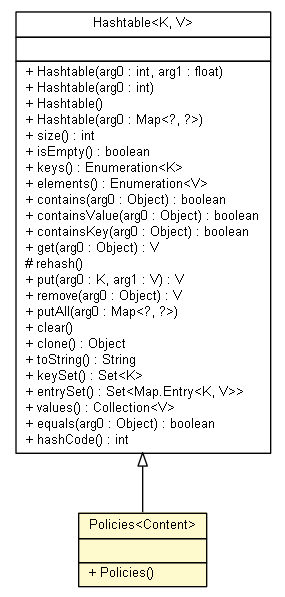 Hashtable<K, V>
+ Hashtable(arg0 : int, arg1 : float)
+ Hashtable(arg0 : int)
+ Hashtable()
+ Hashtable(arg0 : Map<?, ?>)
+ size() : int
+ isEmpty() : boolean
+ keys() : Enumeration<K>
+ elements() : Enumeration<V>
+ contains(arg0 : Object) : boolean
+ containsValue(arg0 : Object) : boolean
+ containsKey(arg0 : Object) : boolean
+ get(arg0 : Object) : V
# rehash()
+ put(arg0 : K, arg1 : V) : V
+ remove(arg0 : Object) : V
+ putAll(arg0 : Map<?, ?>)
+ clear()
+ clone() : Object
+ toString() : String
+ keySet() : Set<K>
+ entrySet() : Set<Map.Entry<K, V>>
+ values() : Collection<V>
+ equals(arg0 : Object) : boolean
+ hashCode() : int
Policies<Content>
+ Policies()